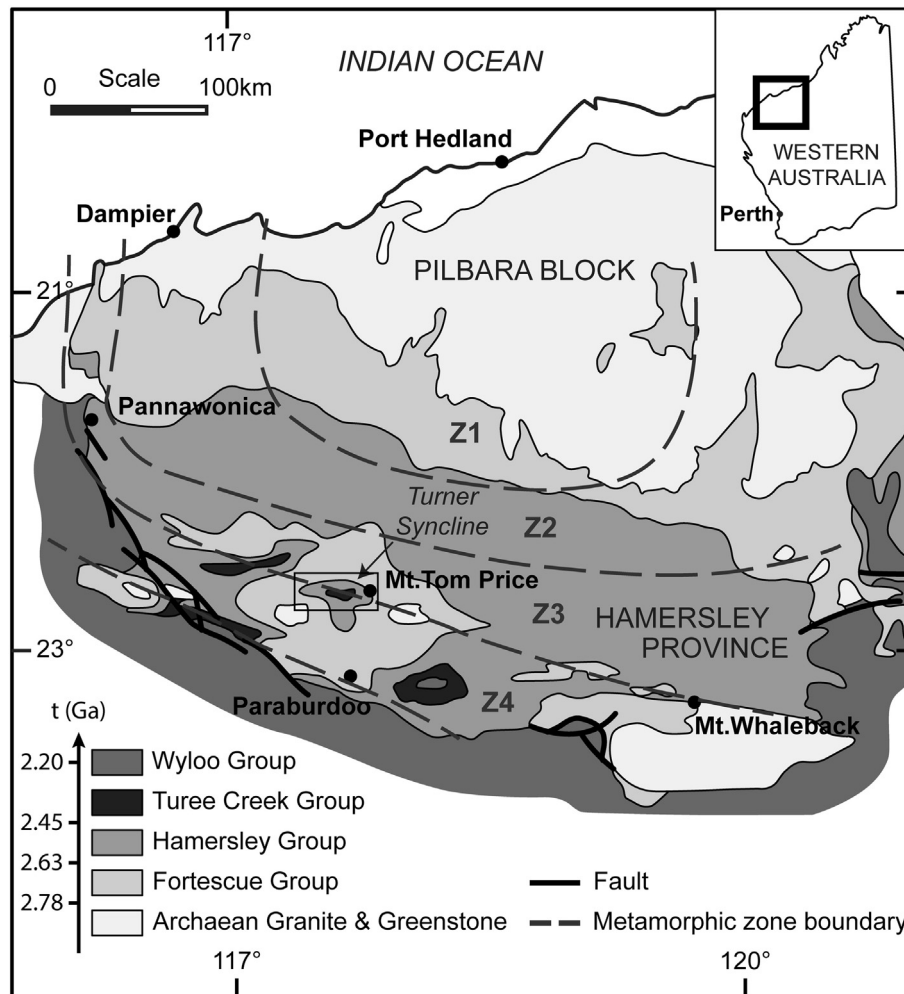 117°
INDIAN OCEAN
Scale
0 100km
Port Hedland
WESTERN
AUSTRALIA
Perth
Dampier
PILBARA BLOCK
21°
Pannawonica
Z1
Turner
Syncline
Z2
Mt.Tom Price
Z3
HAMERSLEY
PROVINCE
23°
Paraburdoo
Z4
Mt.Whaleback
t (Ga)
2.20
Wyloo Group
Turee Creek Group
2.45
Hamersley Group
2.63
Fortescue Group
Fault
2.78
Archaean Granite & Greenstone
Metamorphic zone boundary
117°
120°